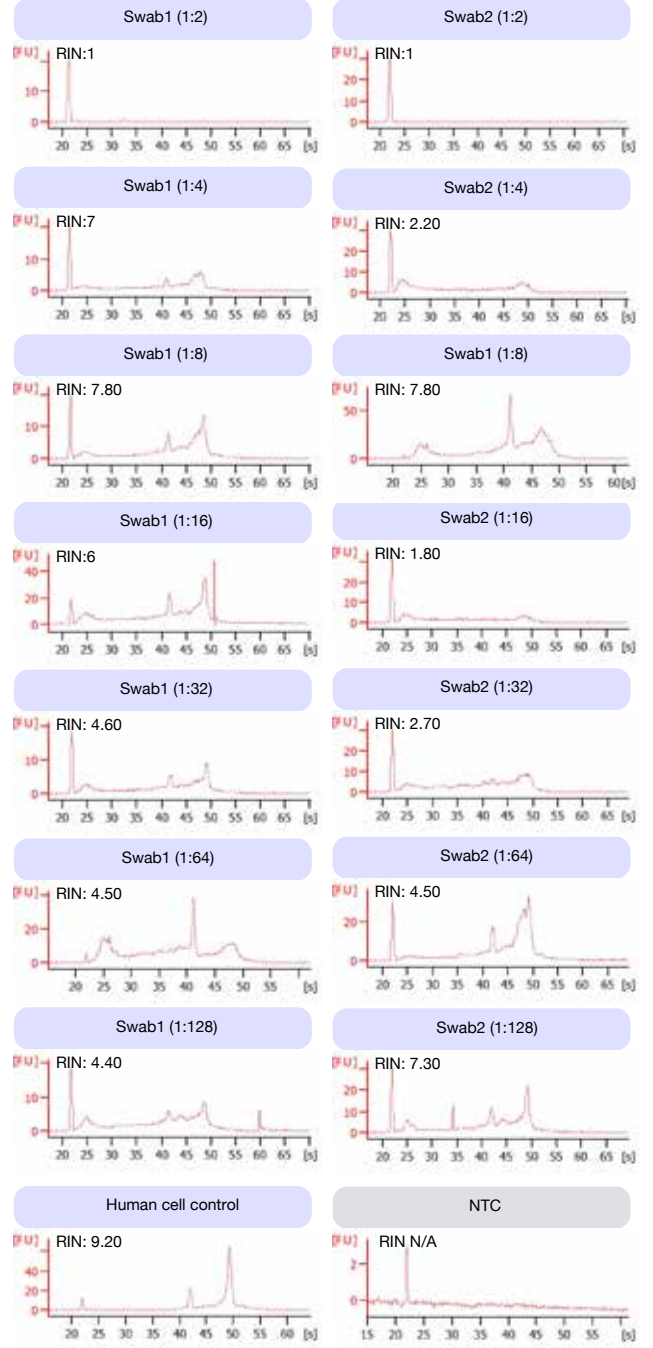 Swab1 (1:2)
[FU] RIN:1
10
0
20 25 30 35 40 45 50 55 60 65 [s]
Swab2 (1:2)
[FU] RIN:1
20
10
0
20 25 30 35 40 45 50 55 60 65 [s]
Swab1 (1:4)
[FU] RIN:7
10
0
20 25 30 35 40 45 50 55 60 65 [s]
Swab2 (1:4)
[FU] RIN: 2.20
20
10
0
20 25 30 35 40 45 50 55 60 65 [s]
Swab1 (1:8)
[FU] RIN: 7.80
10
0
20 25 30 35 40 45 50 55 60 65 [s]
Swab1 (1:8)
[FU] RIN: 7.80
50
0
20 25 30 35 40 45 50 55 60 [s]
Swab1 (1:16)
[FU] RIN:6
40
20
0
20 25 30 35 40 45 50 55 60 65 [s]
Swab2 (1:16)
[FU] RIN: 1.80
20
10
0
20 25 30 35 40 45 50 55 60 65 [s]
Swab1 (1:32)
[FU] RIN: 4.60
10
0
20 25 30 35 40 45 50 55 60 65 [s]
Swab2 (1:32)
[FU] RIN: 2.70
20
10
0
20 25 30 35 40 45 50 55 60 65 [s]
Swab1 (1:64)
[FU] RIN: 4.50
20
0
20 25 30 35 40 45 50 55 [s]
Swab2 (1:64)
[FU] RIN: 4.50
20
0
20 25 30 35 40 45 50 55 60 65 [s]
Swab1 (1:128)
[FU] RIN: 4.40
10
0
20 25 30 35 40 45 50 55 60 65 [s]
Swab2 (1:128)
[FU] RIN: 7.30
20
10
0
20 25 30 35 40 45 50 55 60 65 [s]
Human cell control
[FU] RIN: 9.20
40
20
0
20 25 30 35 40 45 50 55 60 [s]
NTC
[FU] RIN N/A
2
0
15 20 25 30 35 40 45 50 55 60 [s]